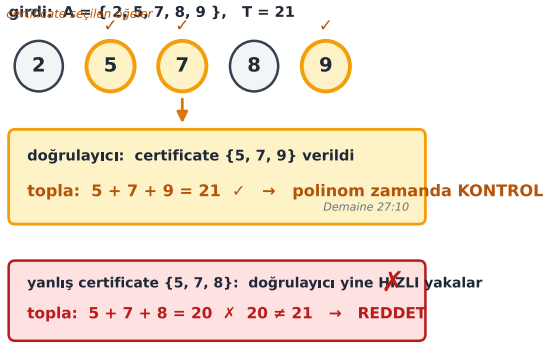 girdi: A = { 2, 5, 7, 8, 9 }, T = 21
certificate seçilen öğeler
✓ ✓ ✓
2 5 7 8 9
doğrulayıcı: certificate {5, 7, 9} verildi
topla: 5 + 7 + 9 = 21 ✓ → polinom zamanda KONTROL
Demaine 27:10
yanlış certificate {5, 7, 8}: doğrulayıcı yine HIZLI yakalar
✗
topla: 5 + 7 + 8 = 20 ✗ 20 ≠ 21 → REDDET